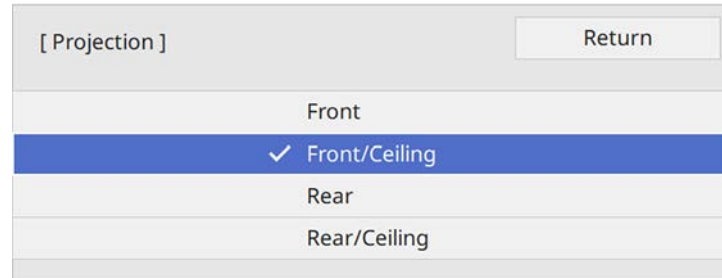 [ Projection ]
Return
Front
Front/Ceiling
Rear
Rear/Ceiling